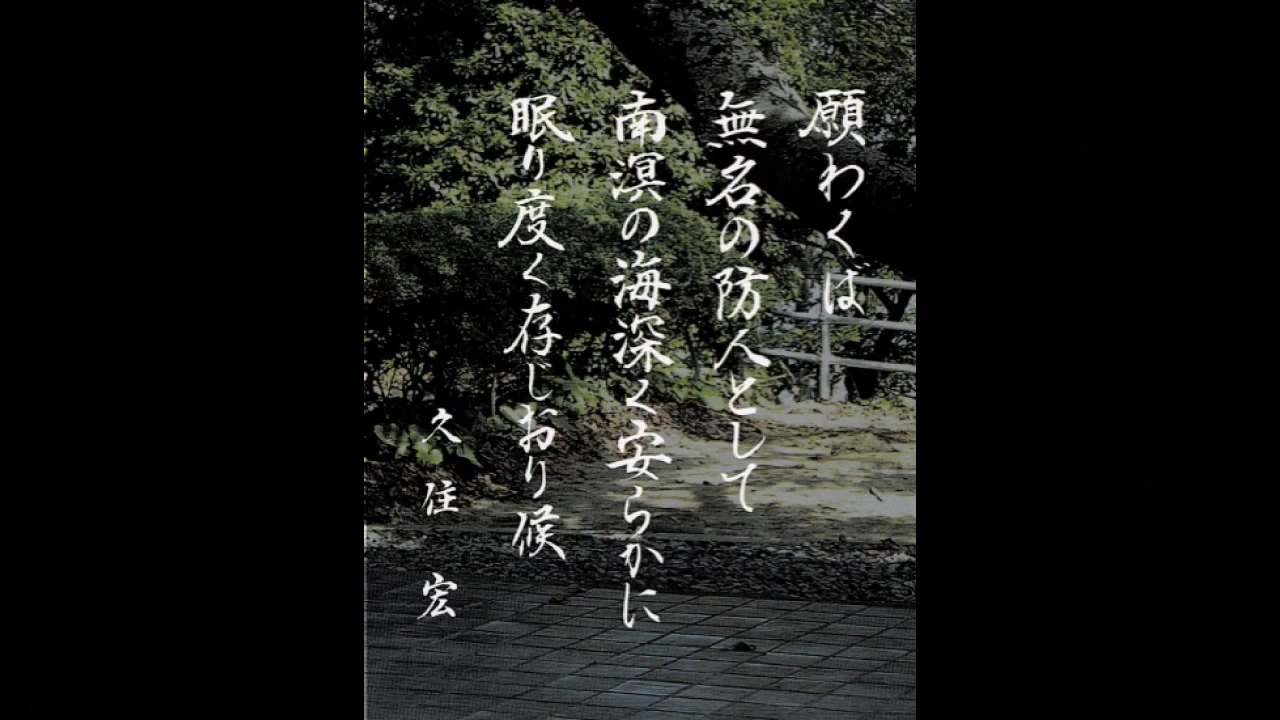 願わくば
無名の防人として
南溟の海深く安らかに
眠り度く存じおり候
久住宏